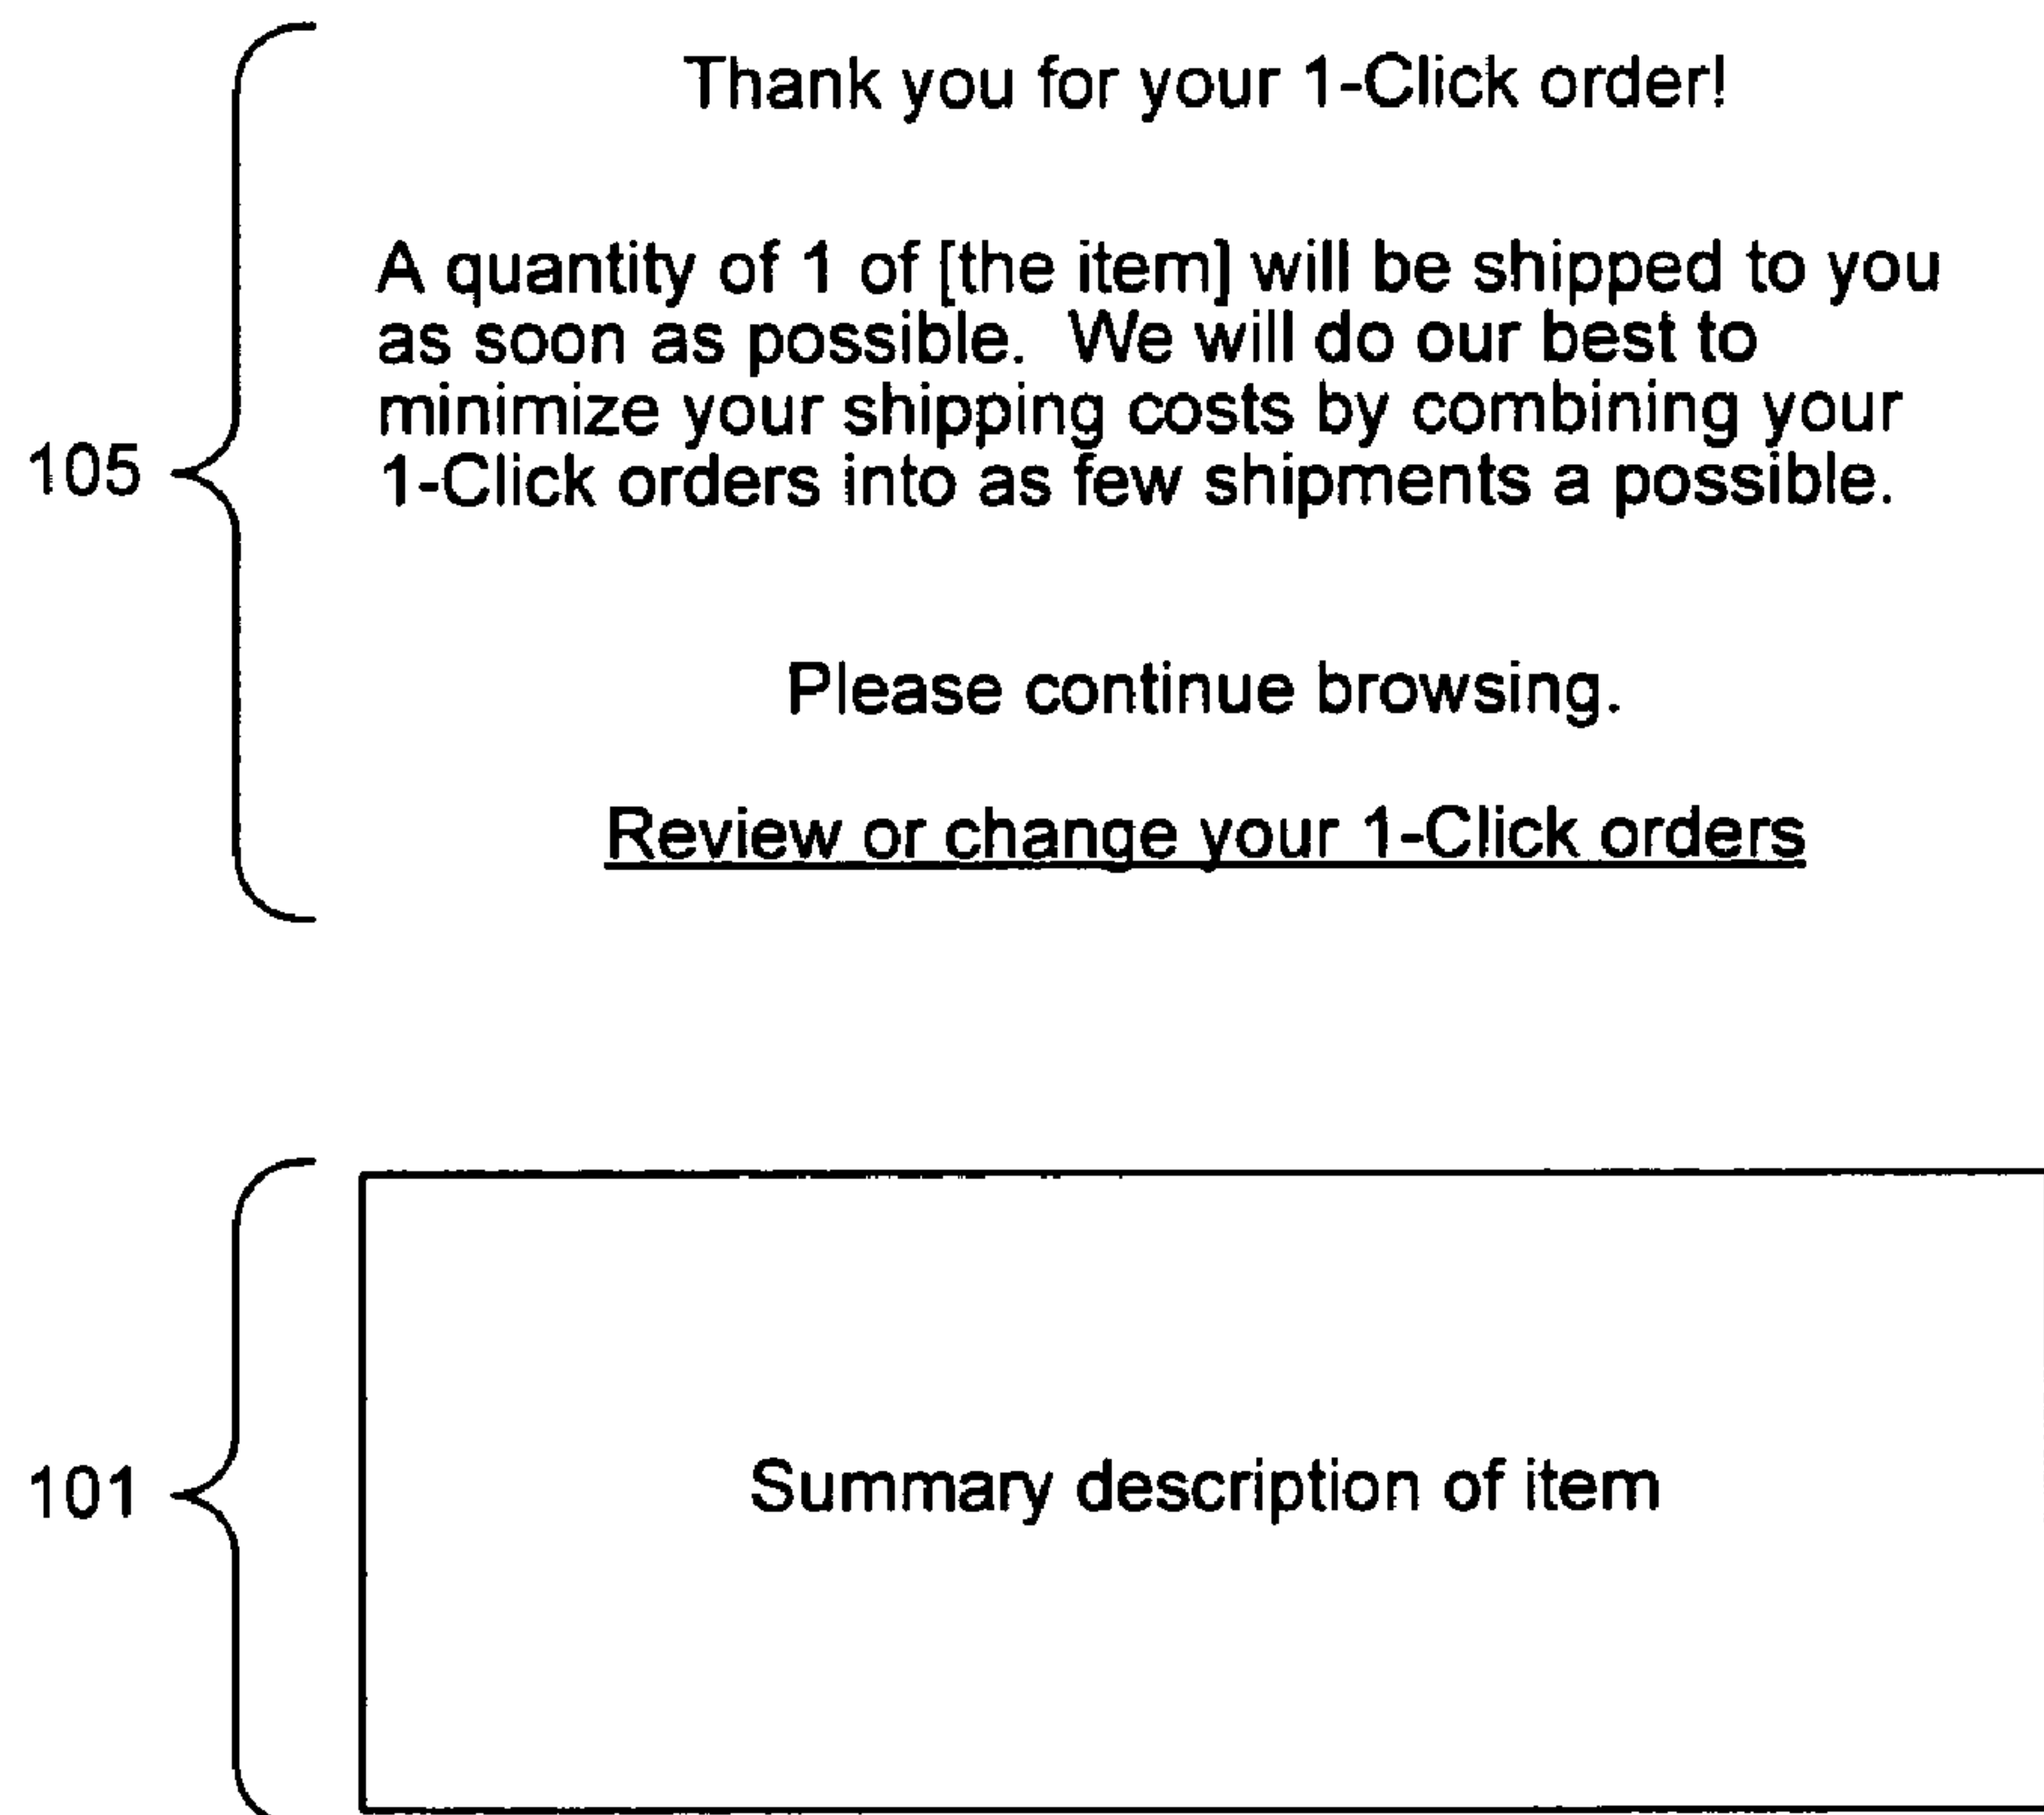 Thank you for your 1-Click order!
A quantity of 1 of [the item] will be shipped to you
as soon as possible.  We will do our best to
minimize your shipping costs by combining your
105
1-Click orders into as few shipments a possible.
Please continue browsing.
Review or change your 1-Click orders
101
Summary description of item